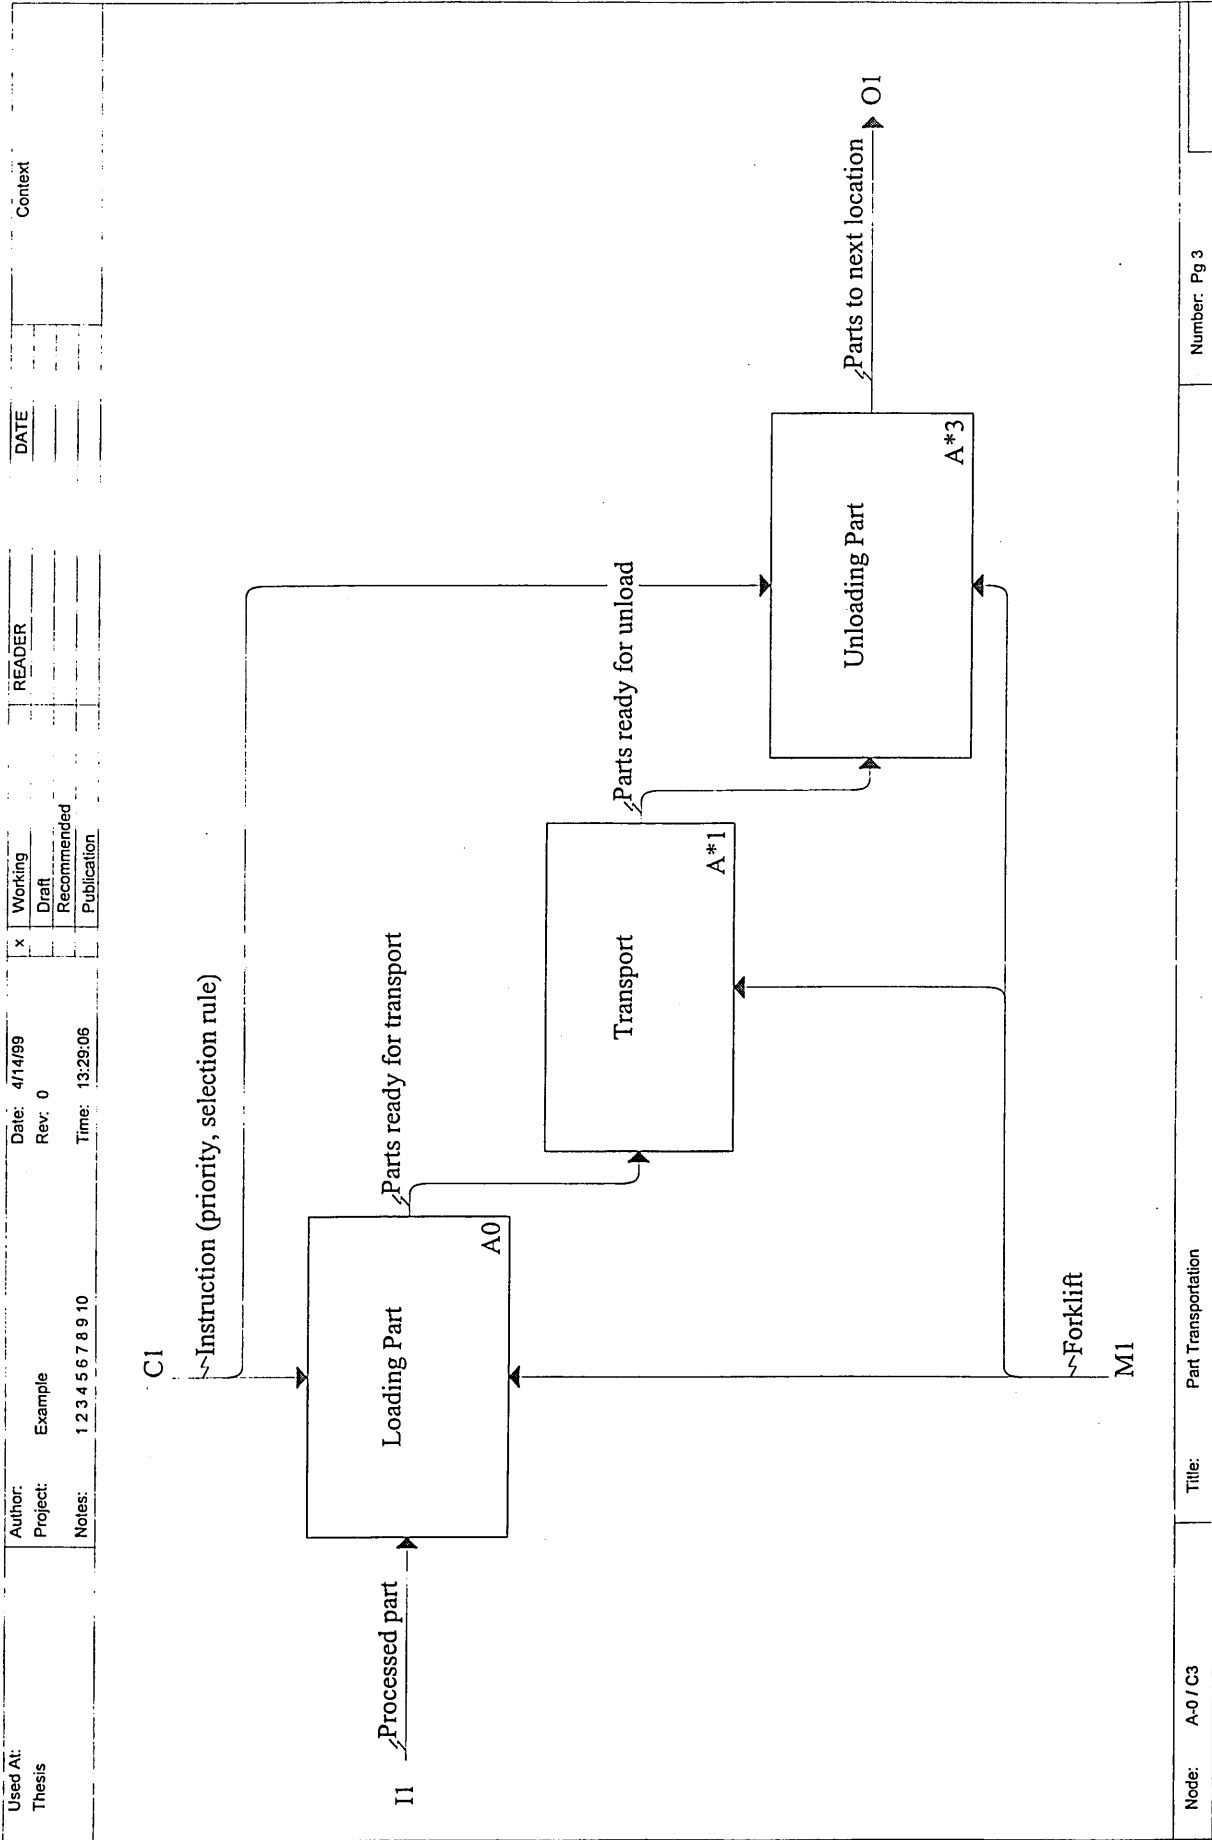 Used At:
Thesis
Author:
Project: Example
Notes: 1 2 3 4 5 6 7 8 9 10
Date: 4/14/99
Rev: 0
Time: 13:29:06
x Working
Draft
Recommended
Publication
READER
DATE
Context
C1
Instruction (priority, selection rule)
I1
Processed part
Loading Part
A0
Parts ready for transport
Transport
A*1
Parts ready for unload
Unloading Part
A*3
Parts to next location
O1
Forklift
M1
Node: A-0 / C3
Title: Part Transportation
Number: Pg 3